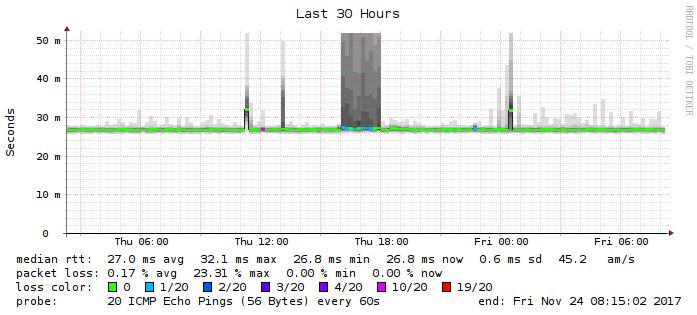 Last 30 Hours
RRDTOOL / TOBI OETIKER
Seconds
50 m
40 m
30 m
20 m
10 m
0
Thu 06:00 Thu 12:00 Thu 18:00 Fri 00:00 Fri 06:00
median rtt: 27.0 ms avg 32.1 ms max 26.8 ms min 26.8 ms now 0.6 ms sd 45.2 am/s
packet loss: 0.17 % avg 23.31 % max 0.00 % min 0.00 % now
loss color: 0 1/20 2/20 3/20 4/20 10/20 19/20
probe: 20 ICMP Echo Pings (56 Bytes) every 60s end: Fri Nov 24 08:15:02 2017